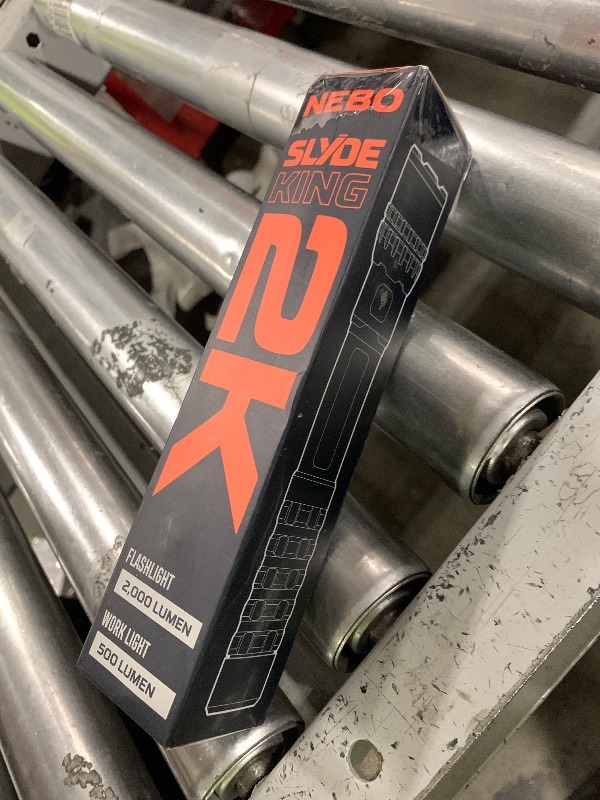 NEBO
SLYDE
KING
2K
FLASHLIGHT
2,000 LUMEN
WORK LIGHT
500 LUMEN